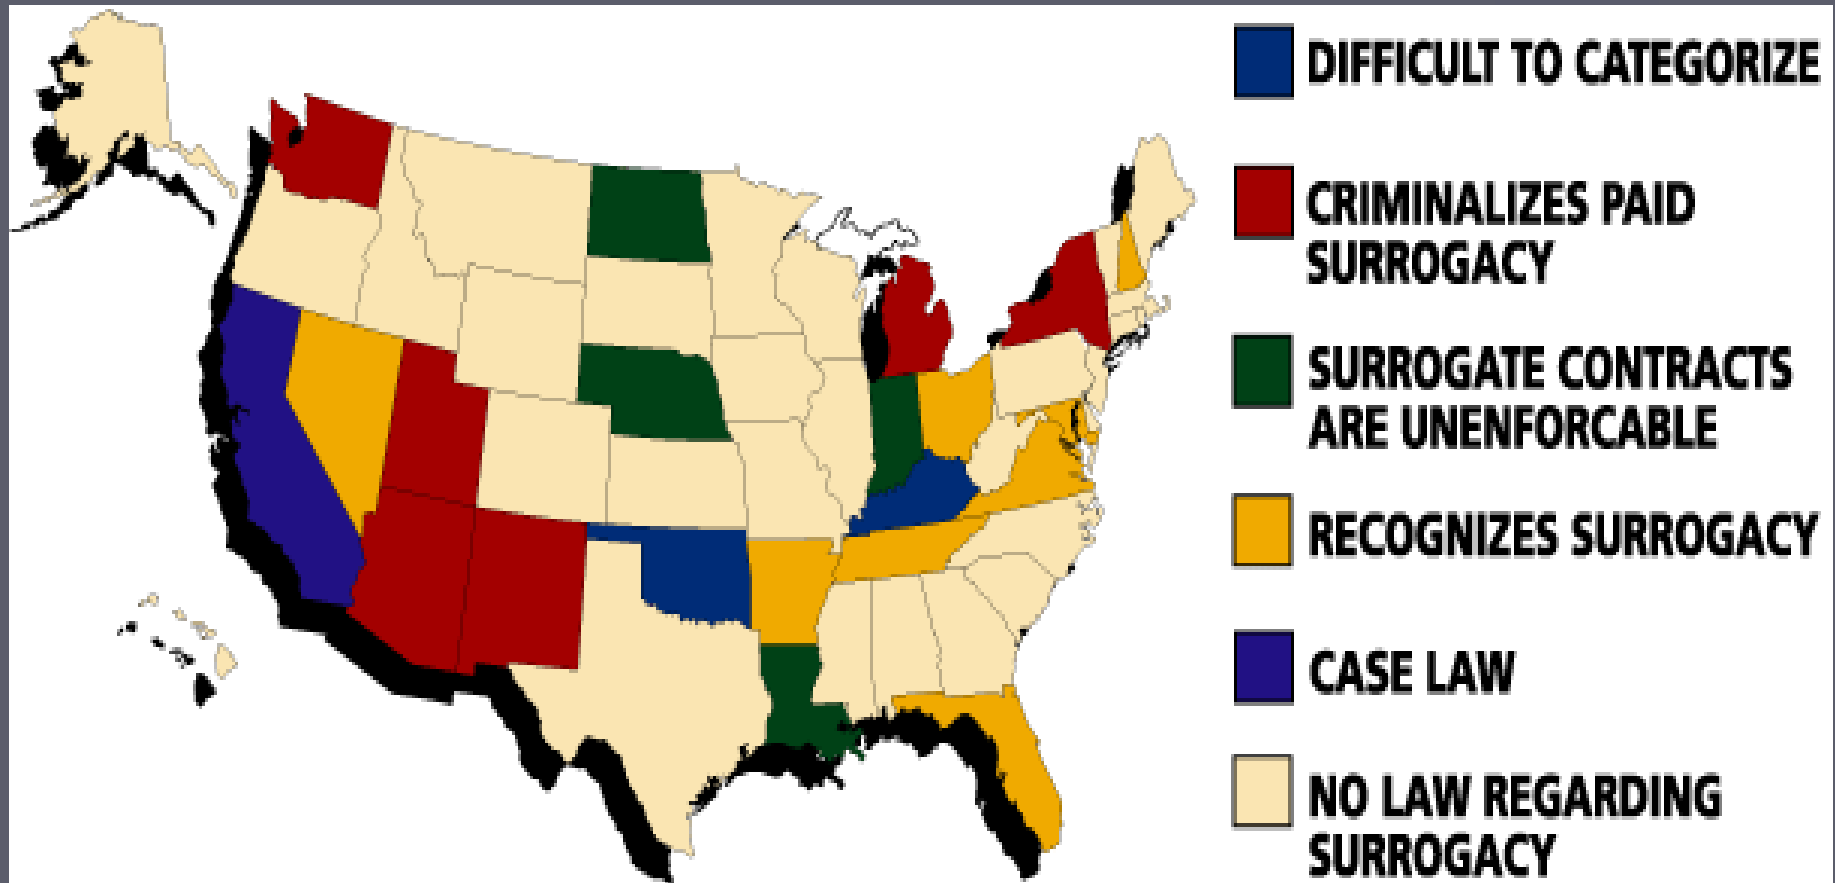 DIFFICULT TO CATEGORIZE
CRIMINALIZES PAID
SURROGACY
SURROGATE CONTRACTS
ARE UNENFORCABLE
RECOGNIZES SURROGACY
CASE LAW
NO LAW REGARDING
SURROGACY